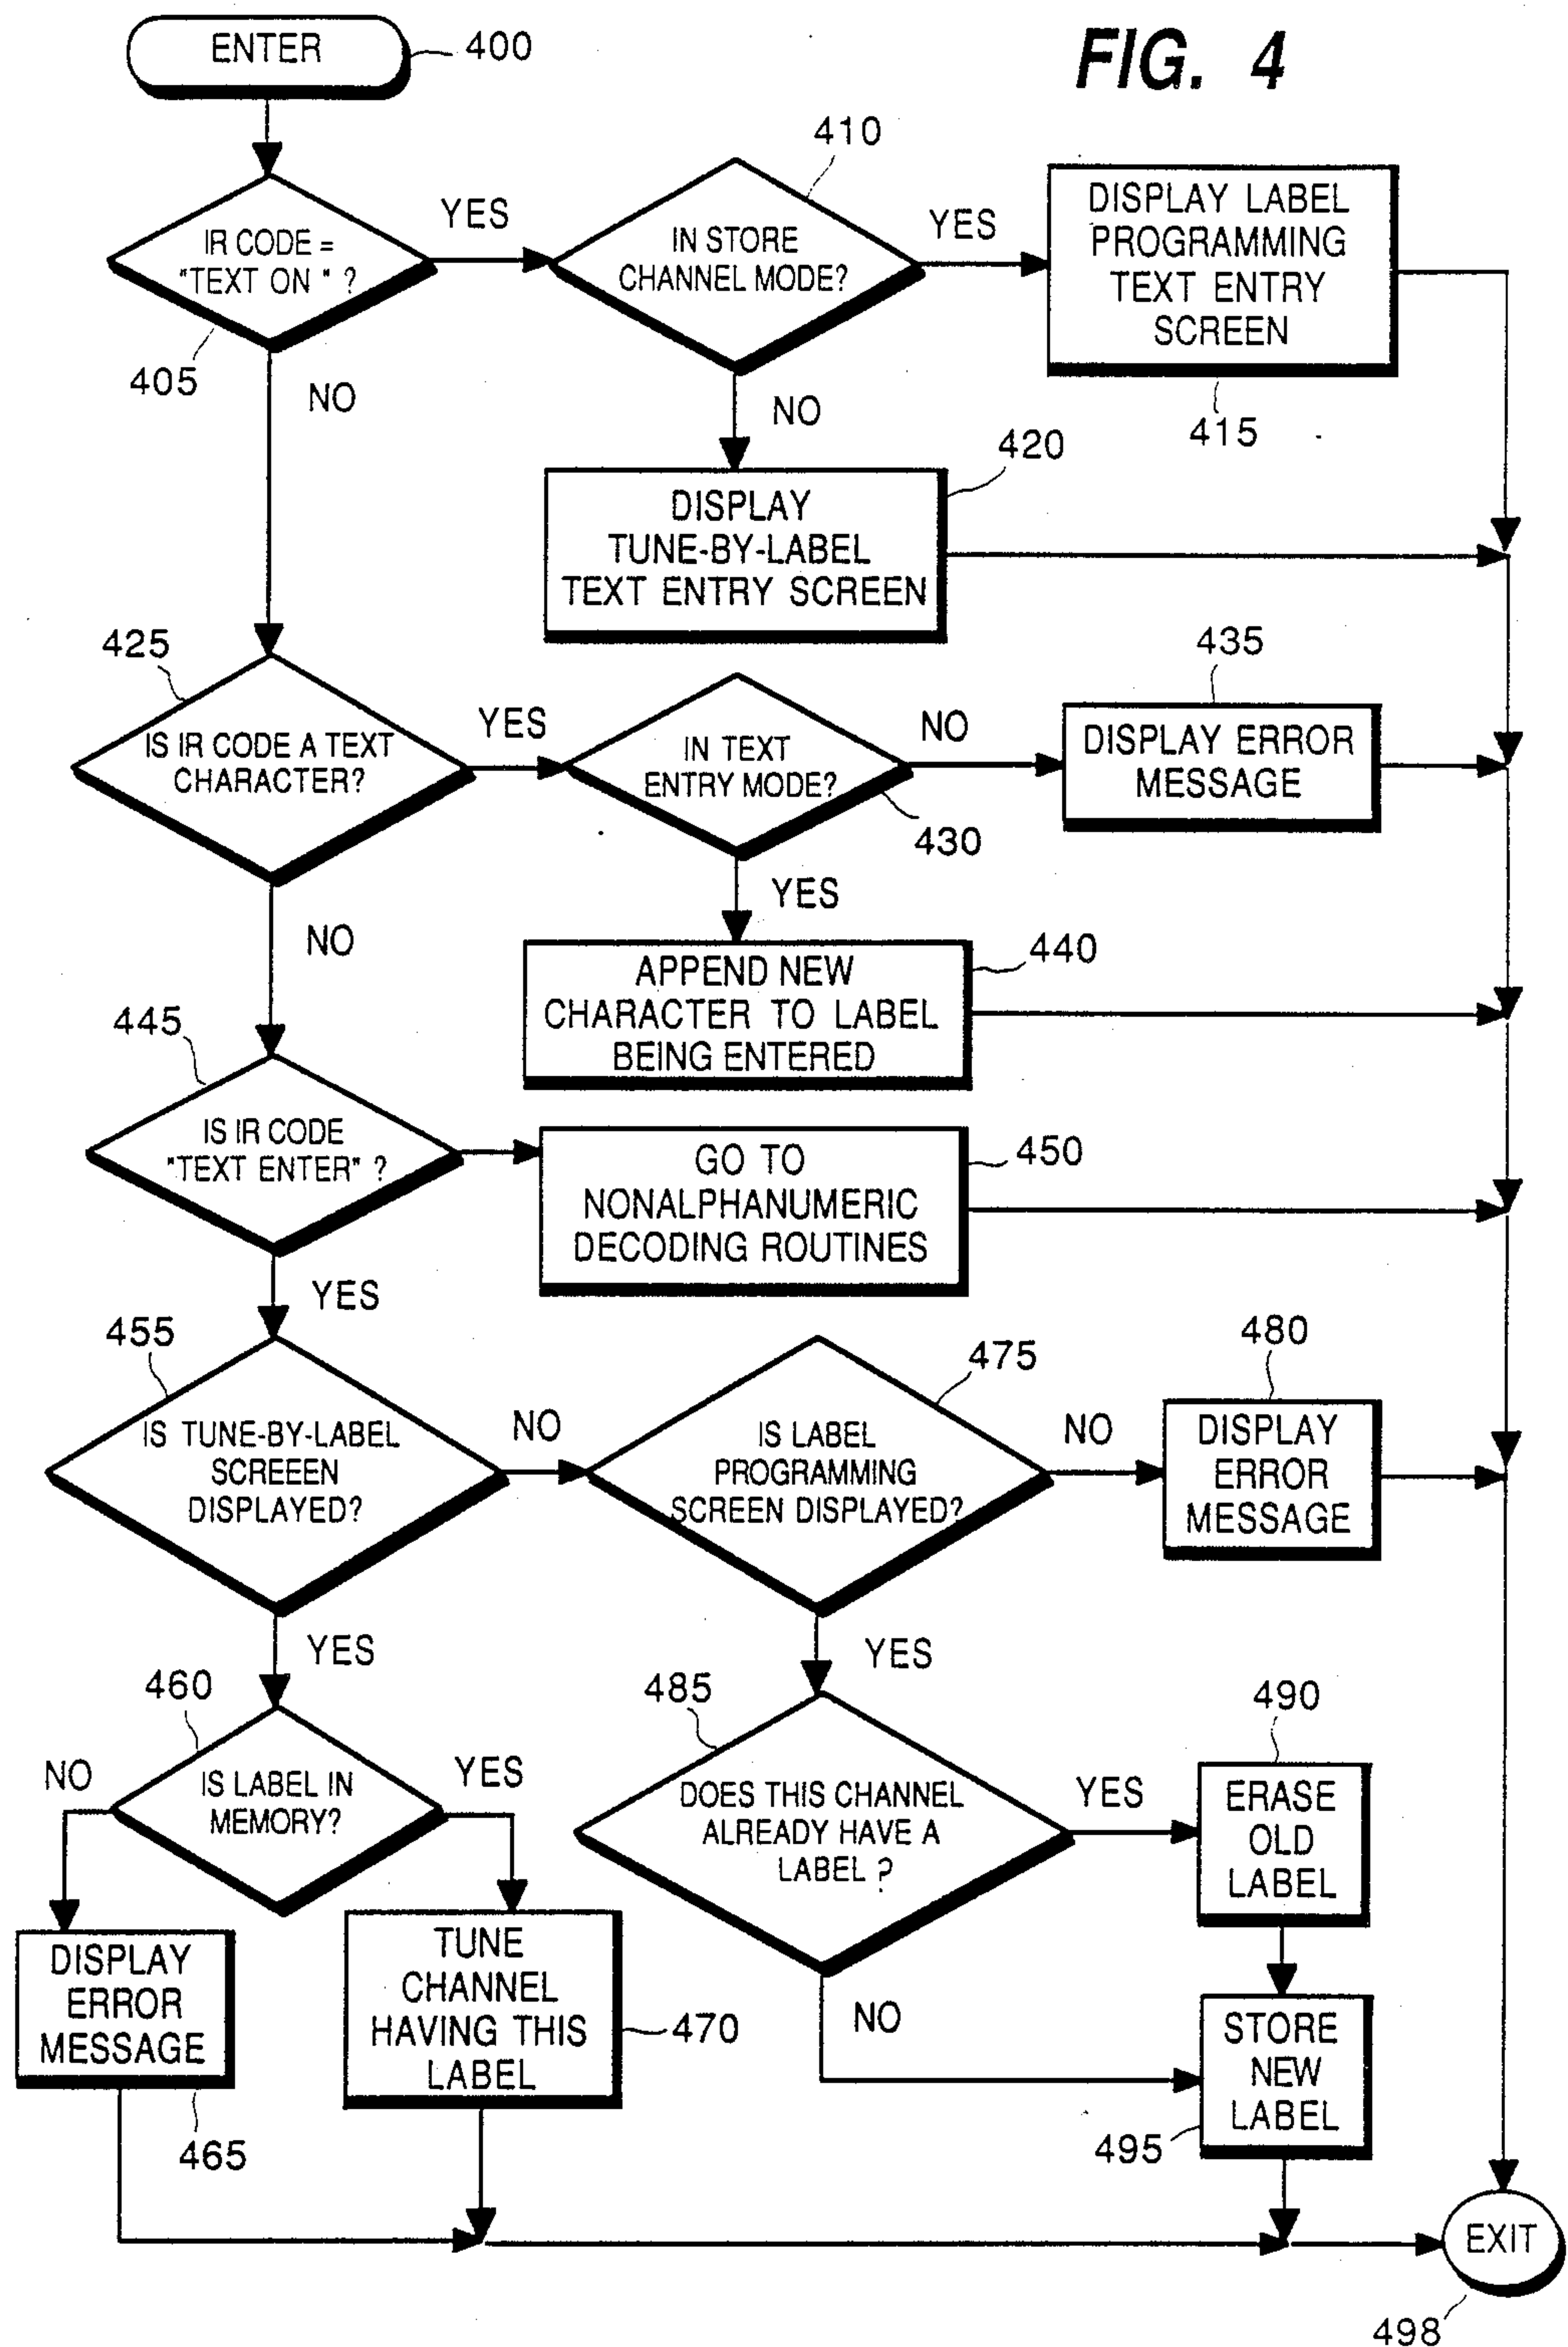 FIG. 4
ENTER
400
IR CODE =
"TEXT ON" ?
405
YES
NO
410
IN STORE
CHANNEL MODE?
YES
NO
DISPLAY LABEL
PROGRAMMING
TEXT ENTRY
SCREEN
415
420
DISPLAY
TUNE-BY-LABEL
TEXT ENTRY SCREEN
425
IS IR CODE A TEXT
CHARACTER?
YES
NO
IN TEXT
ENTRY MODE?
430
NO
YES
435
DISPLAY ERROR
MESSAGE
440
APPEND NEW
CHARACTER TO LABEL
BEING ENTERED
445
IS IR CODE
"TEXT ENTER" ?
YES
450
GO TO
NONALPHANUMERIC
DECODING ROUTINES
455
IS TUNE-BY-LABEL
SCREEEN
DISPLAYED?
NO
YES
475
IS LABEL
PROGRAMMING
SCREEN DISPLAYED?
NO
YES
480
DISPLAY
ERROR
MESSAGE
460
IS LABEL IN
MEMORY?
NO
YES
DISPLAY
ERROR
MESSAGE
465
TUNE
CHANNEL
HAVING THIS
LABEL
470
485
DOES THIS CHANNEL
ALREADY HAVE A
LABEL ?
YES
NO
490
ERASE
OLD
LABEL
STORE
NEW
LABEL
495
EXIT
498